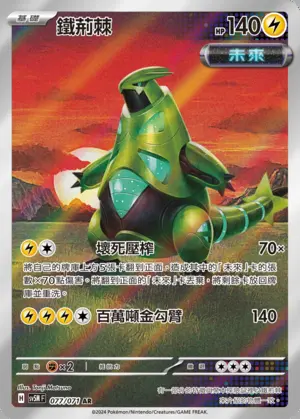 基礎
鐵荊棘
HP 140
未來
壞死壓榨
70×
將自己的牌庫上方5張卡翻到正面，造成其中的「未來」卡的張
數×70點傷害。將翻到正面的「未來」卡丟棄，將剩餘卡放回牌
庫並重洗。
百萬噸金勾臂
140
×2
Illus. Tonji Matsuno
H SV5M F 077/071 AR
©2024 Pokémon/Nintendo/Creatures/GAME FREAK.